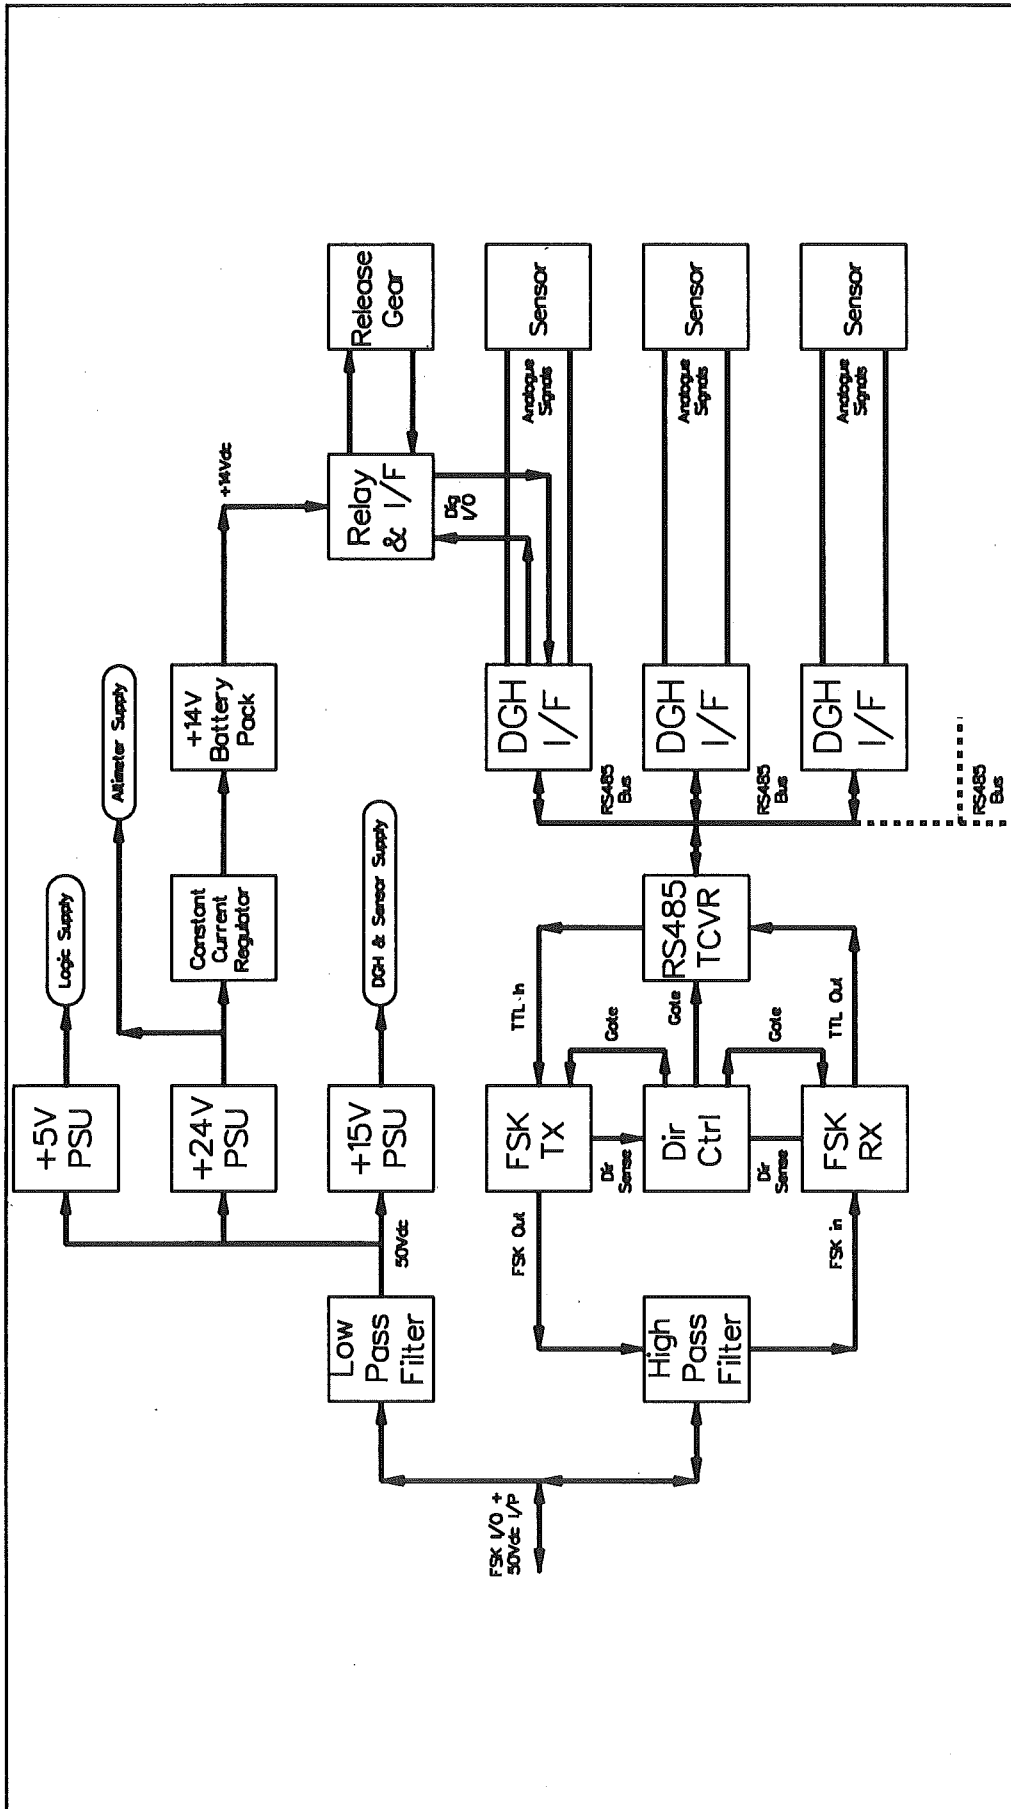 +5V
PSU
Logic Supply
+24V
PSU
Altimeter Supply
Constant
Current
Regulator
+14V
Battery
Pack
+14Vdc
Low
Pass
Filter
50Vdc
+15V
PSU
DGH & Sensor Supply
Relay
& I/F
Release
Gear
Dig
I/O
FSK I/O +
50Vdc I/P
FSK Out
FSK
TX
TTL in
Gate
DGH
I/F
Analogue
Signals
Sensor
RS485
Bus
Dir
Sense
High
Pass
Filter
Dir
Ctrl
Gate
RS485
TCVR
DGH
I/F
Analogue
Signals
Sensor
RS485
Bus
Dir
Sense
Gate
FSK in
FSK
RX
TTL Out
DGH
I/F
Analogue
Signals
Sensor
RS485
Bus